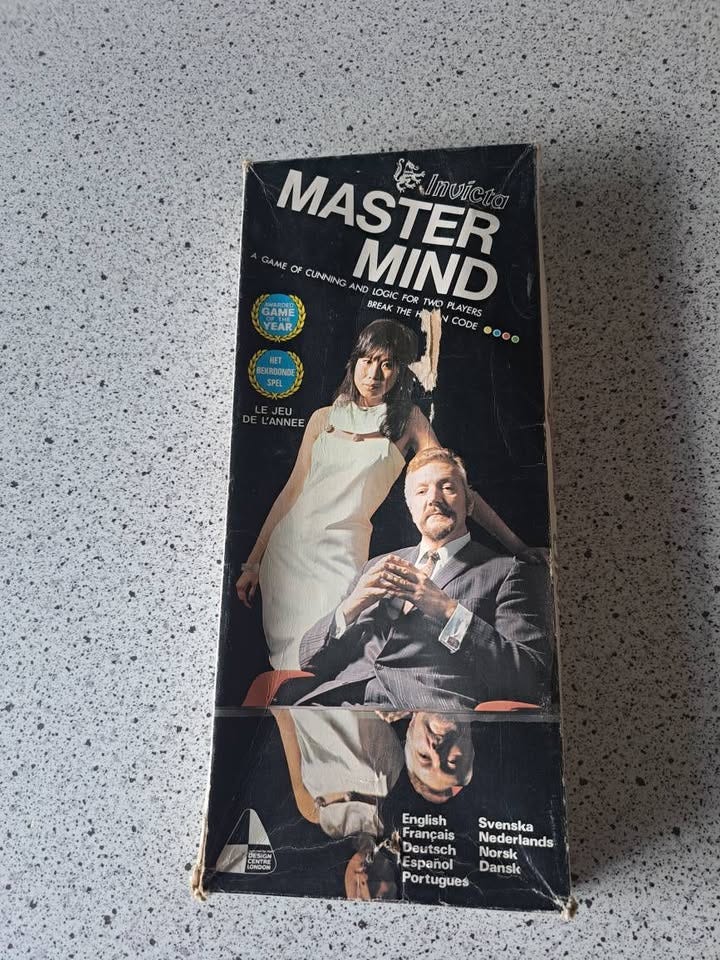 Invicta
MASTER
MIND
A GAME OF CUNNING AND LOGIC FOR TWO PLAYERS
BREAK THE H N CODE
AWARDED
GAME
OF THE
YEAR
HET
BEKROONDE
SPEL
LE JEU
DE L'ANNEE
English
Français
Deutsch
Español
Portugues
Svenska
Nederlands
Norsk
Dansk
DESIGN
CENTRE
LONDON